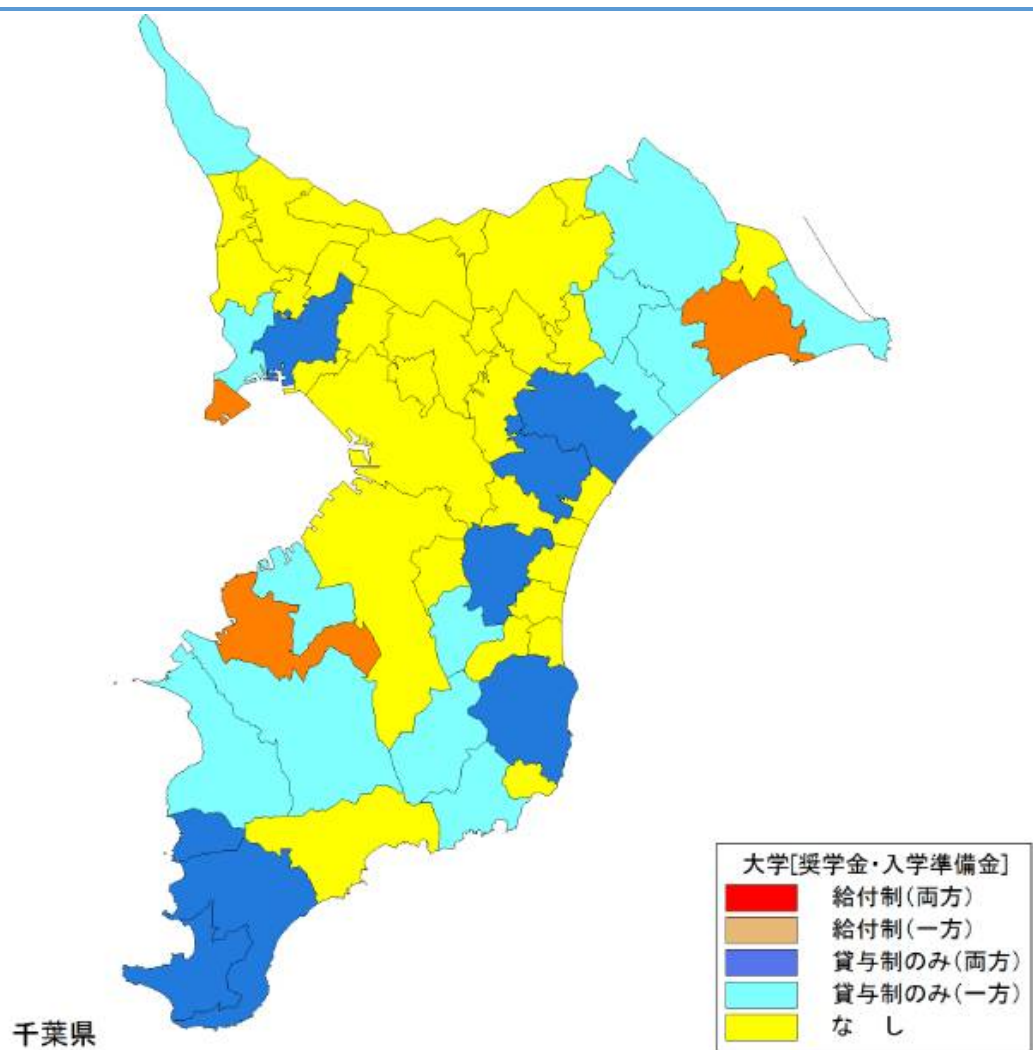 大学[奨学金・入学準備金]
給付制(両方)
給付制(一方)
貸与制のみ(両方)
貸与制のみ(一方)
な し
千葉県